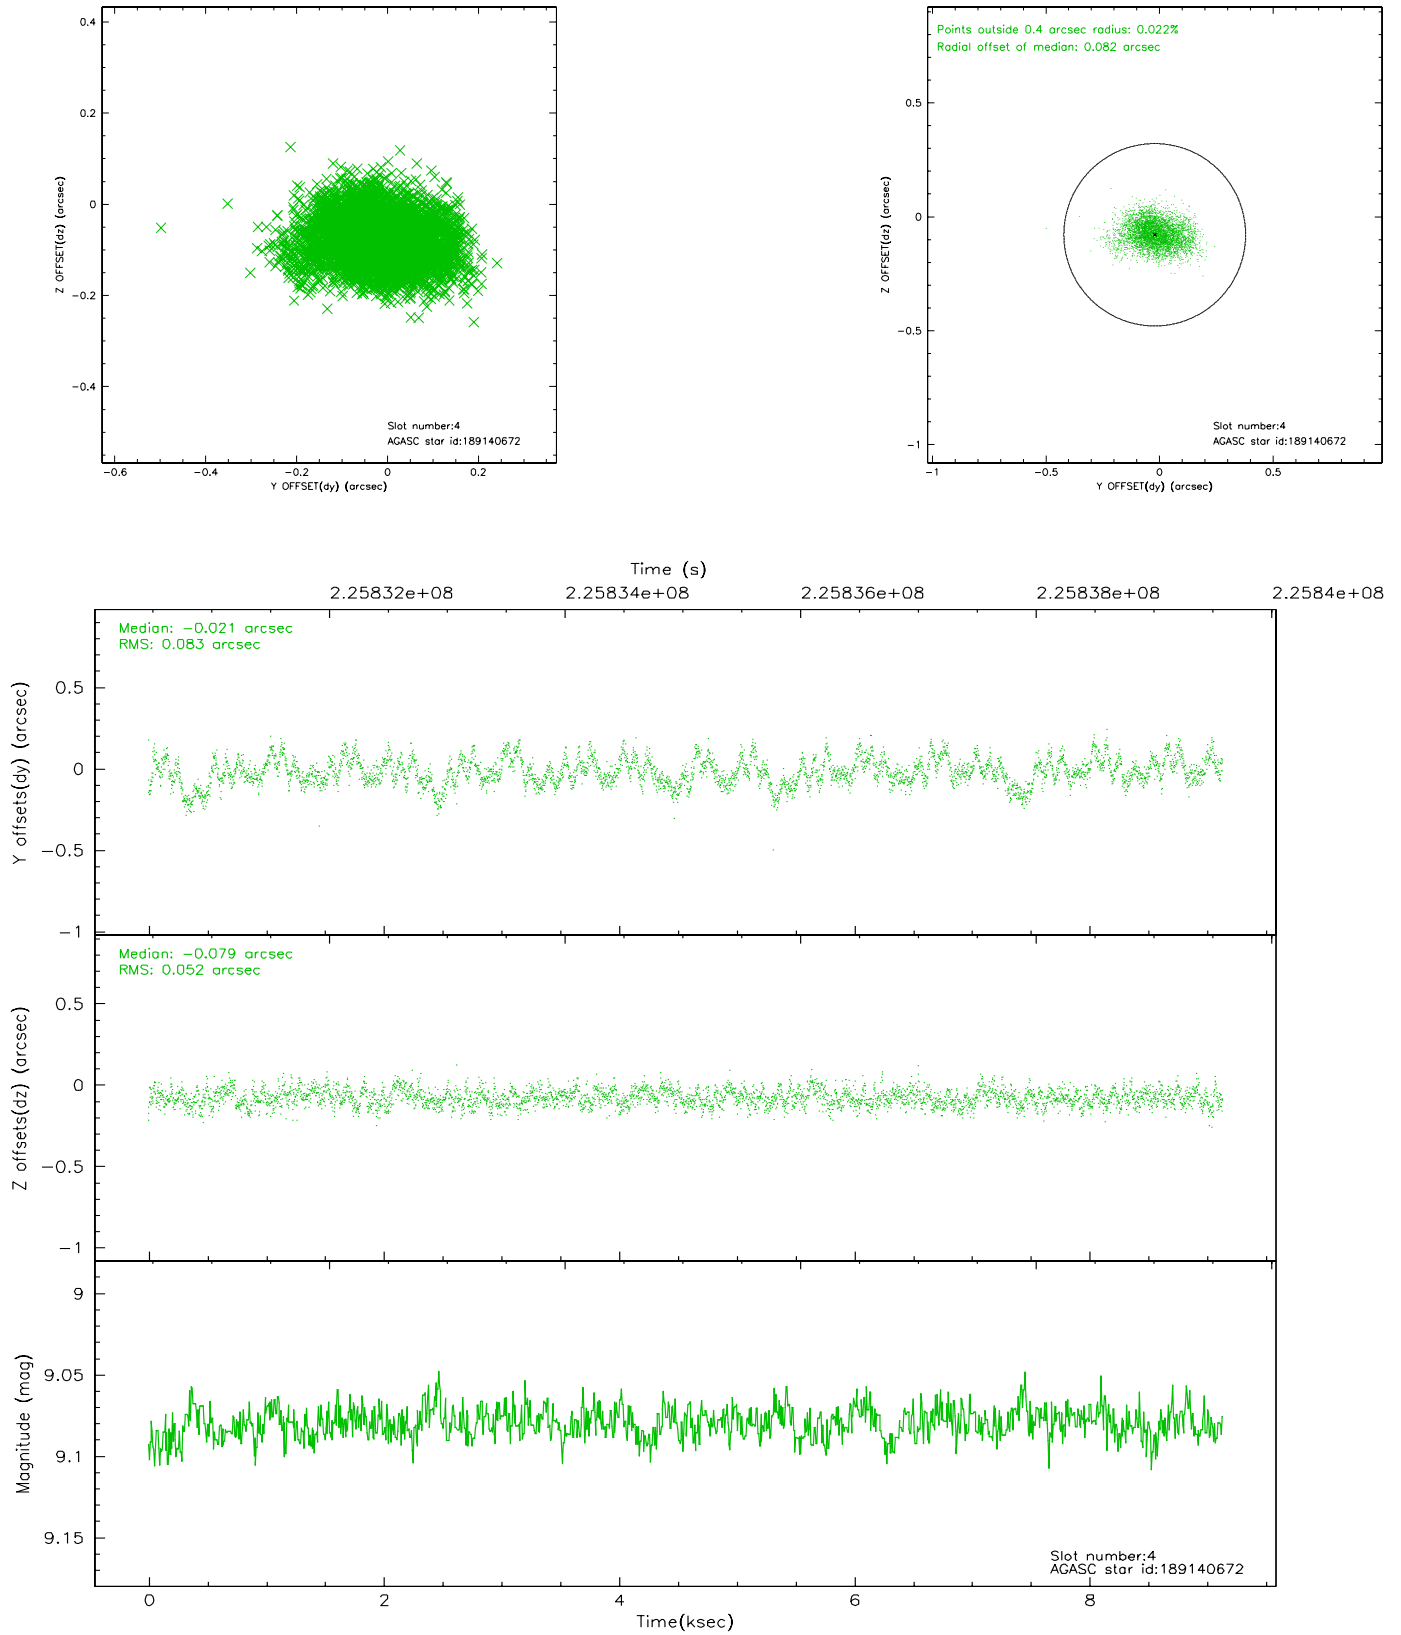 0.4
0.2
0
−0.2
−0.4
Z OFFSET(dz) (arcsec)
Slot number:4
AGASC star id:189140672
−0.6 −0.4 −0.2 0 0.2
Y OFFSET(dy) (arcsec)
Points outside 0.4 arcsec radius: 0.022%
Radial offset of median: 0.082 arcsec
0.5
0
−0.5
−1
Z OFFSET(dz) (arcsec)
Slot number:4
AGASC star id:189140672
−1 −0.5 0 0.5
Y OFFSET(dy) (arcsec)
Time (s)
2.25832e+08 2.25834e+08 2.25836e+08 2.25838e+08 2.2584e+08
Median: −0.021 arcsec
RMS: 0.083 arcsec
0.5
0
−0.5
−1
Y offsets(dy) (arcsec)
Median: −0.079 arcsec
RMS: 0.052 arcsec
0.5
0
−0.5
−1
Z offsets(dz) (arcsec)
9
9.05
9.1
9.15
Magnitude (mag)
Slot number:4
AGASC star id:189140672
0 2 4 6 8
Time(ksec)